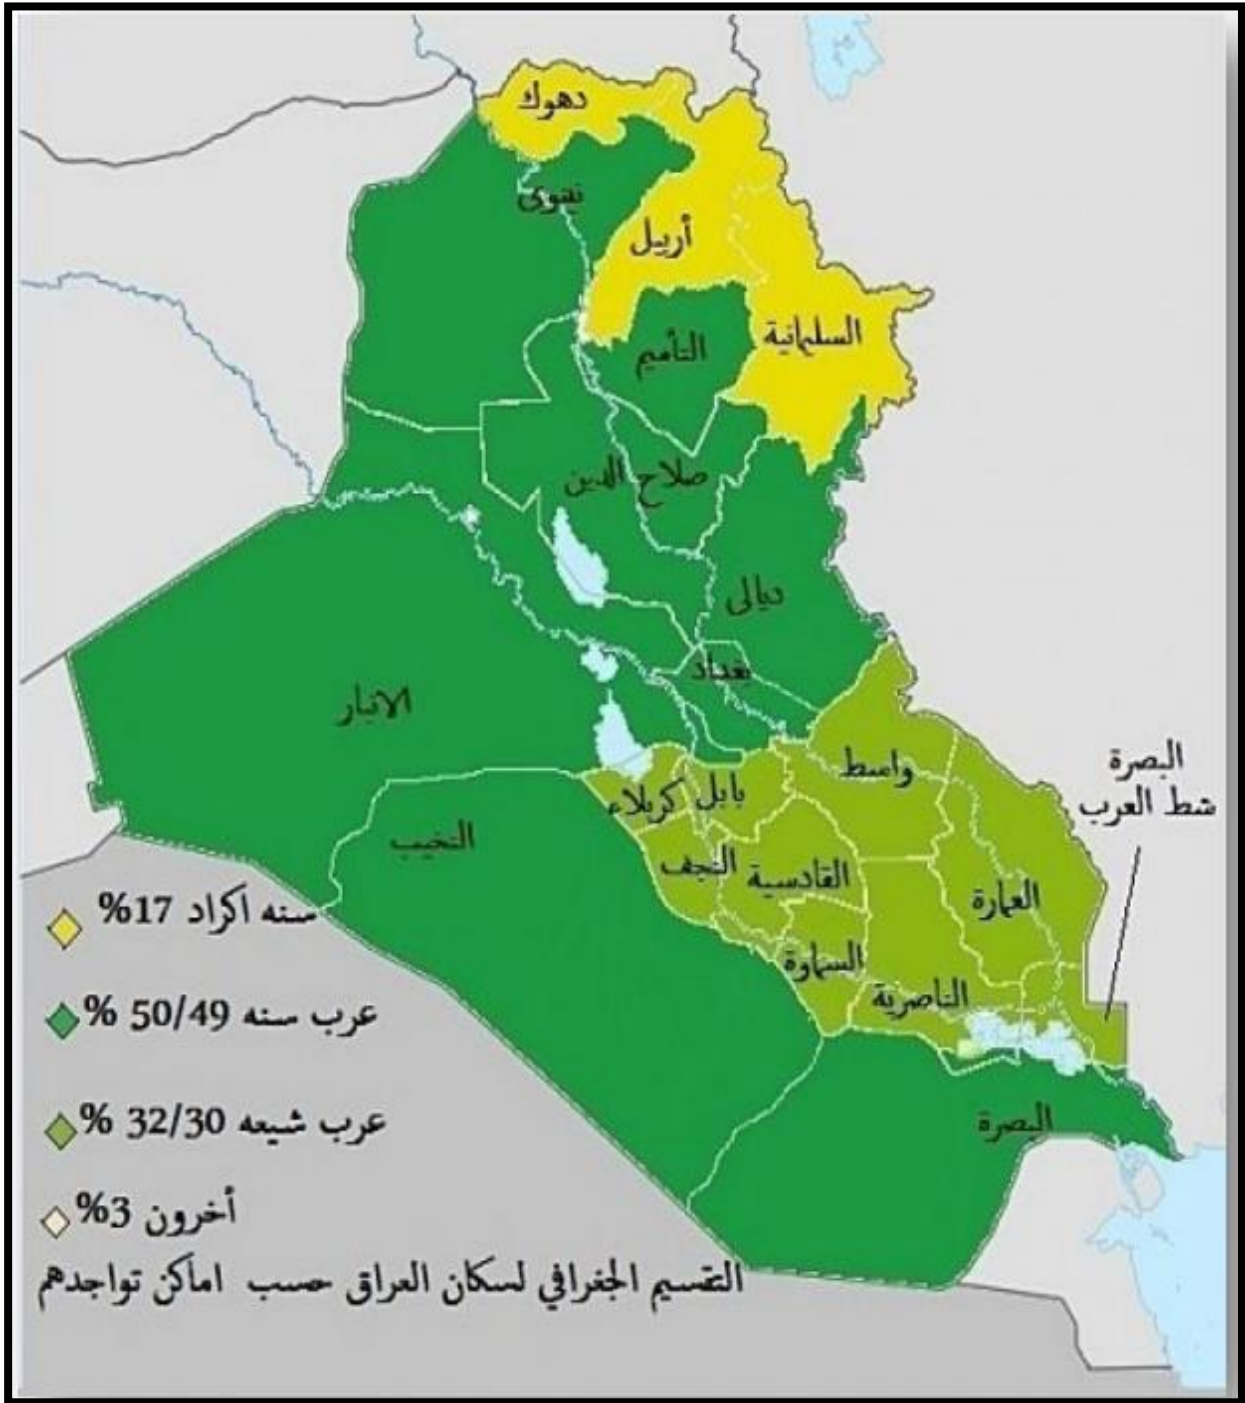 دهوك
نينوى
أربيل
التأميم
السليمانية
صلاح الدين
ديالى
بغداد
الانبار
واسط
البصرة
شط العرب
بابل
كربلاء
النخيب
النجف
القادسية
العمارة
السماوة
الناصرية
البصرة
سنه اكراد 17%
عرب سنه 50/49 %
عرب شيعه 32/30 %
أخرون 3%
التقسيم الجغرافي لسكان العراق حسب اماكن تواجدهم